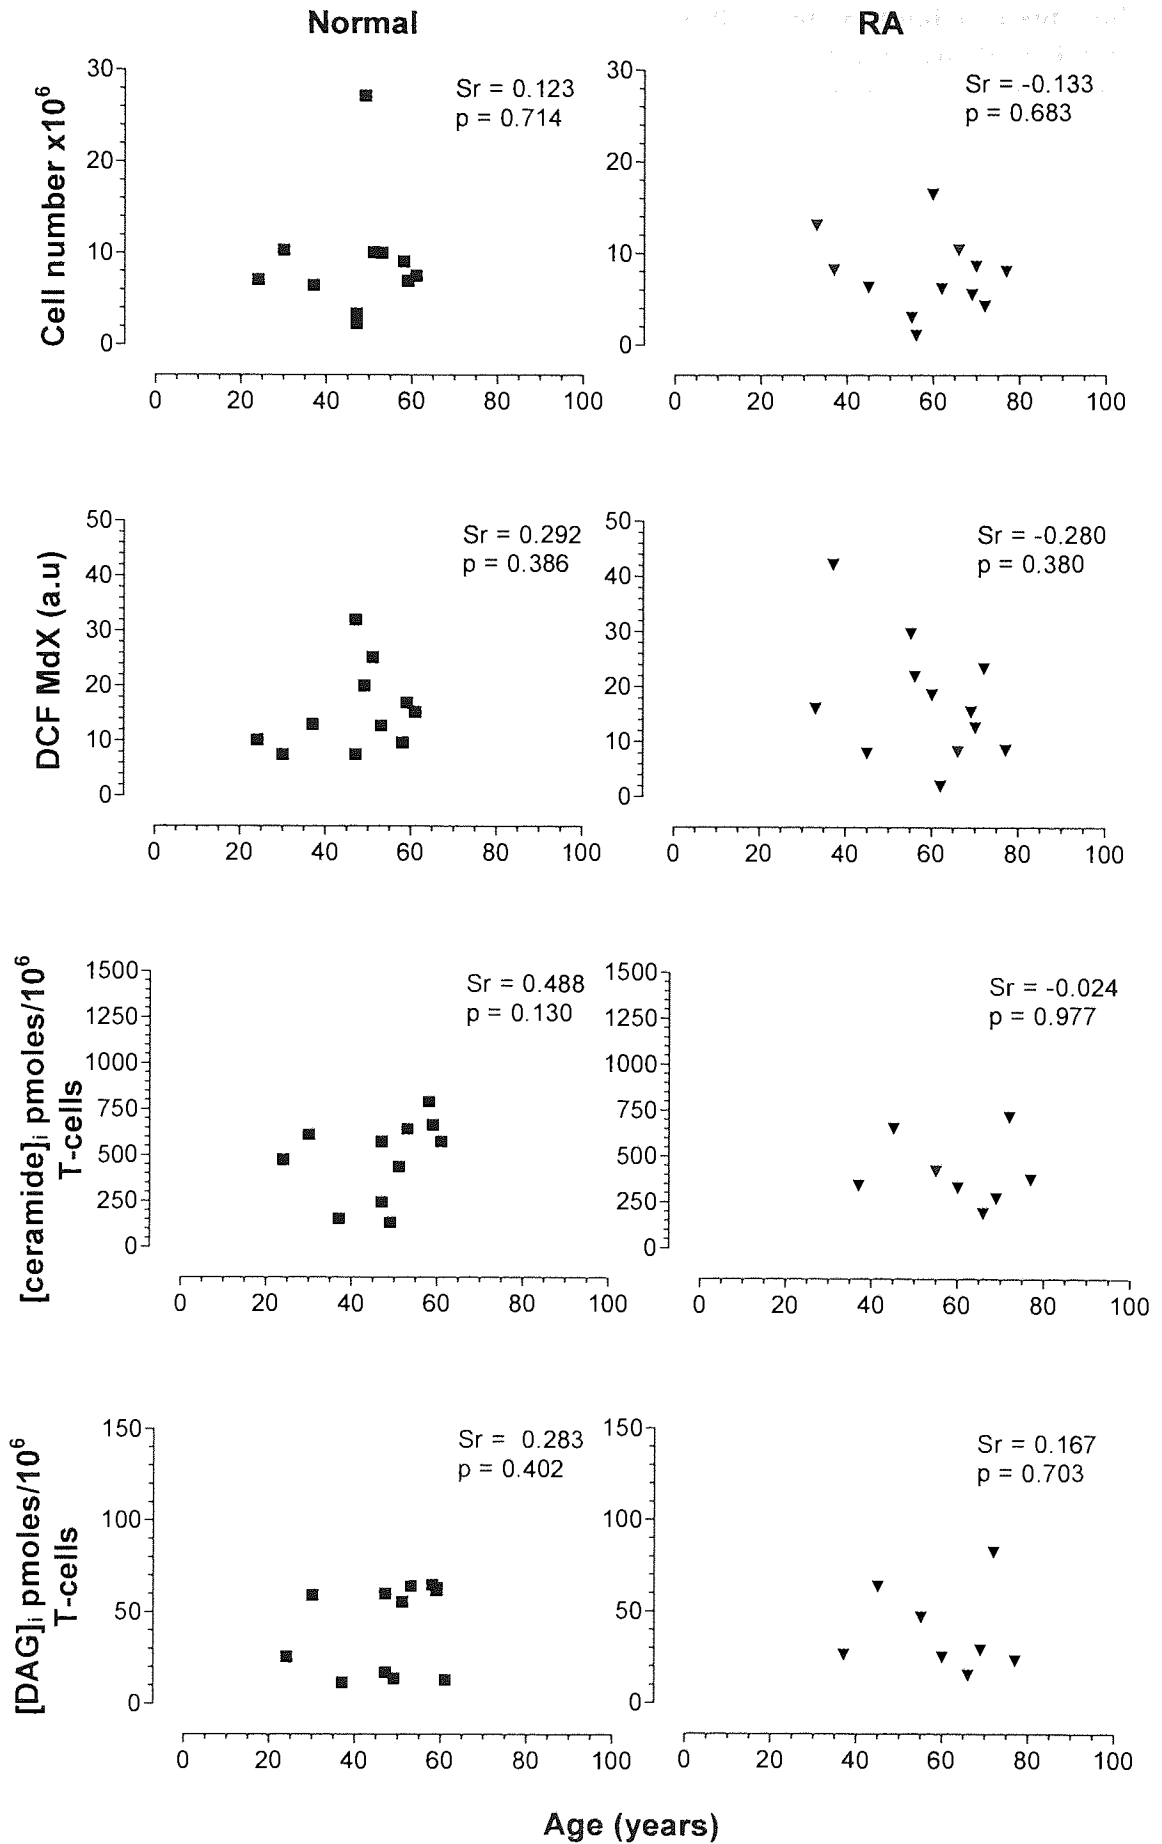 Normal
RA
Cell number x10⁶
30
20
10
0
Sr = 0.123
p = 0.714
0 20 40 60 80 100
30
20
10
0
Sr = -0.133
p = 0.683
0 20 40 60 80 100
DCF MdX (a.u)
50
40
30
20
10
0
Sr = 0.292
p = 0.386
0 20 40 60 80 100
50
40
30
20
10
0
Sr = -0.280
p = 0.380
0 20 40 60 80 100
[ceramide]ᵢ pmoles/10⁶
T-cells
1500
1250
1000
750
500
250
0
Sr = 0.488
p = 0.130
0 20 40 60 80 100
1500
1250
1000
750
500
250
0
Sr = -0.024
p = 0.977
0 20 40 60 80 100
[DAG]ᵢ pmoles/10⁶
T-cells
150
100
50
0
Sr = 0.283
p = 0.402
0 20 40 60 80 100
150
100
50
0
Sr = 0.167
p = 0.703
0 20 40 60 80 100
Age (years)